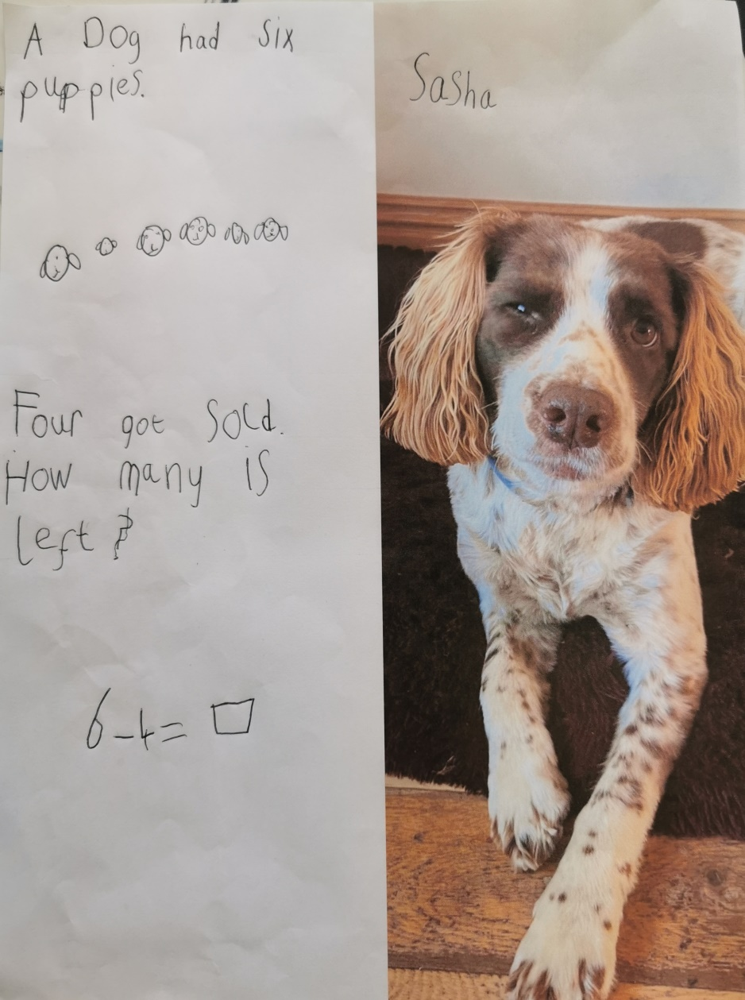 A Dog had Six
puppies.
Sasha
Four got Sold.
How many is
left ?
6-4= □